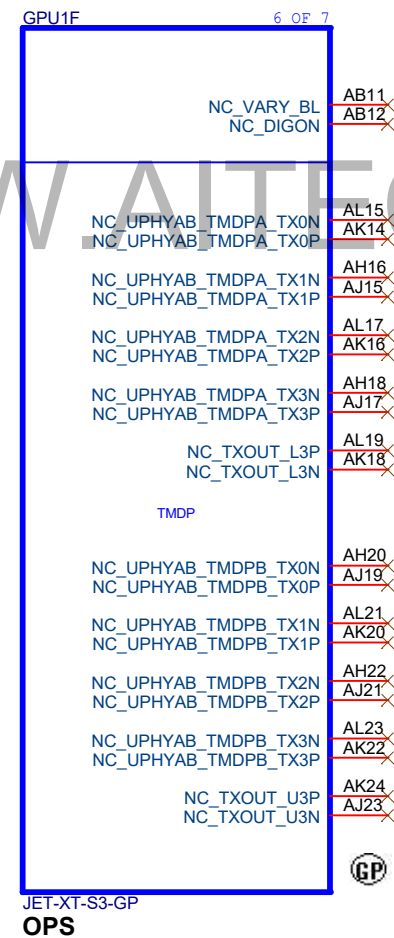 GPU1F 6 OF 7
NC_VARY_BL AB11
NC_DIGON AB12
W.AITE
NC_UPHYAB_TMDPA_TX0N AL15
NC_UPHYAB_TMDPA_TX0P AK14
NC_UPHYAB_TMDPA_TX1N AH16
NC_UPHYAB_TMDPA_TX1P AJ15
NC_UPHYAB_TMDPA_TX2N AL17
NC_UPHYAB_TMDPA_TX2P AK16
NC_UPHYAB_TMDPA_TX3N AH18
NC_UPHYAB_TMDPA_TX3P AJ17
NC_TXOUT_L3P AL19
NC_TXOUT_L3N AK18
TMDP
NC_UPHYAB_TMDPB_TX0N AH20
NC_UPHYAB_TMDPB_TX0P AJ19
NC_UPHYAB_TMDPB_TX1N AL21
NC_UPHYAB_TMDPB_TX1P AK20
NC_UPHYAB_TMDPB_TX2N AH22
NC_UPHYAB_TMDPB_TX2P AJ21
NC_UPHYAB_TMDPB_TX3N AL23
NC_UPHYAB_TMDPB_TX3P AK22
NC_TXOUT_U3P AK24
NC_TXOUT_U3N AJ23
GP
JET-XT-S3-GP
OPS